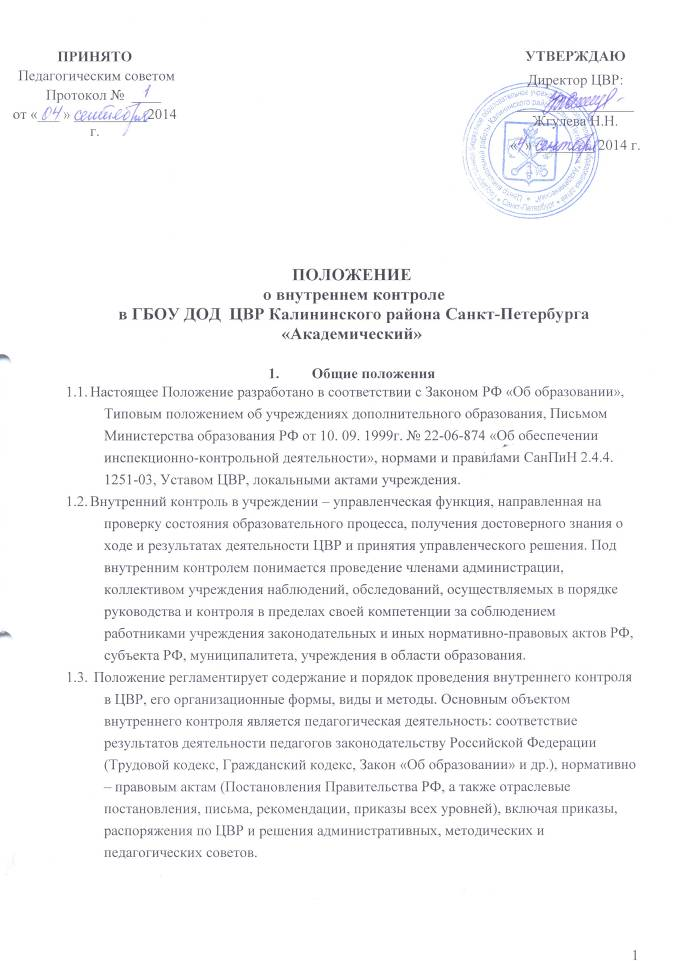 ПРИНЯТО
Педагогическим советом
Протокол № 1
от «04» сентября 2014
г.
УТВЕРЖДАЮ
Директор ЦВР:
Жгулева Н.Н.
«4» сентября 2014 г.
ПОЛОЖЕНИЕ
о внутреннем контроле
в ГБОУ ДОД ЦВР Калининского района Санкт-Петербурга
«Академический»
1. Общие положения
1.1. Настоящее Положение разработано в соответствии с Законом РФ «Об образовании»,
Типовым положением об учреждениях дополнительного образования, Письмом
Министерства образования РФ от 10. 09. 1999г. № 22-06-874 «Об обеспечении
инспекционно-контрольной деятельности», нормами и правилами СанПиН 2.4.4.
1251-03, Уставом ЦВР, локальными актами учреждения.
1.2. Внутренний контроль в учреждении – управленческая функция, направленная на
проверку состояния образовательного процесса, получения достоверного знания о
ходе и результатах деятельности ЦВР и принятия управленческого решения. Под
внутренним контролем понимается проведение членами администрации,
коллективом учреждения наблюдений, обследований, осуществляемых в порядке
руководства и контроля в пределах своей компетенции за соблюдением
работниками учреждения законодательных и иных нормативно-правовых актов РФ,
субъекта РФ, муниципалитета, учреждения в области образования.
1.3. Положение регламентирует содержание и порядок проведения внутреннего контроля
в ЦВР, его организационные формы, виды и методы. Основным объектом
внутреннего контроля является педагогическая деятельность: соответствие
результатов деятельности педагогов законодательству Российской Федерации
(Трудовой кодекс, Гражданский кодекс, Закон «Об образовании» и др.), нормативно
– правовым актам (Постановления Правительства РФ, а также отраслевые
постановления, письма, рекомендации, приказы всех уровней), включая приказы,
распоряжения по ЦВР и решения административных, методических и
педагогических советов.
1